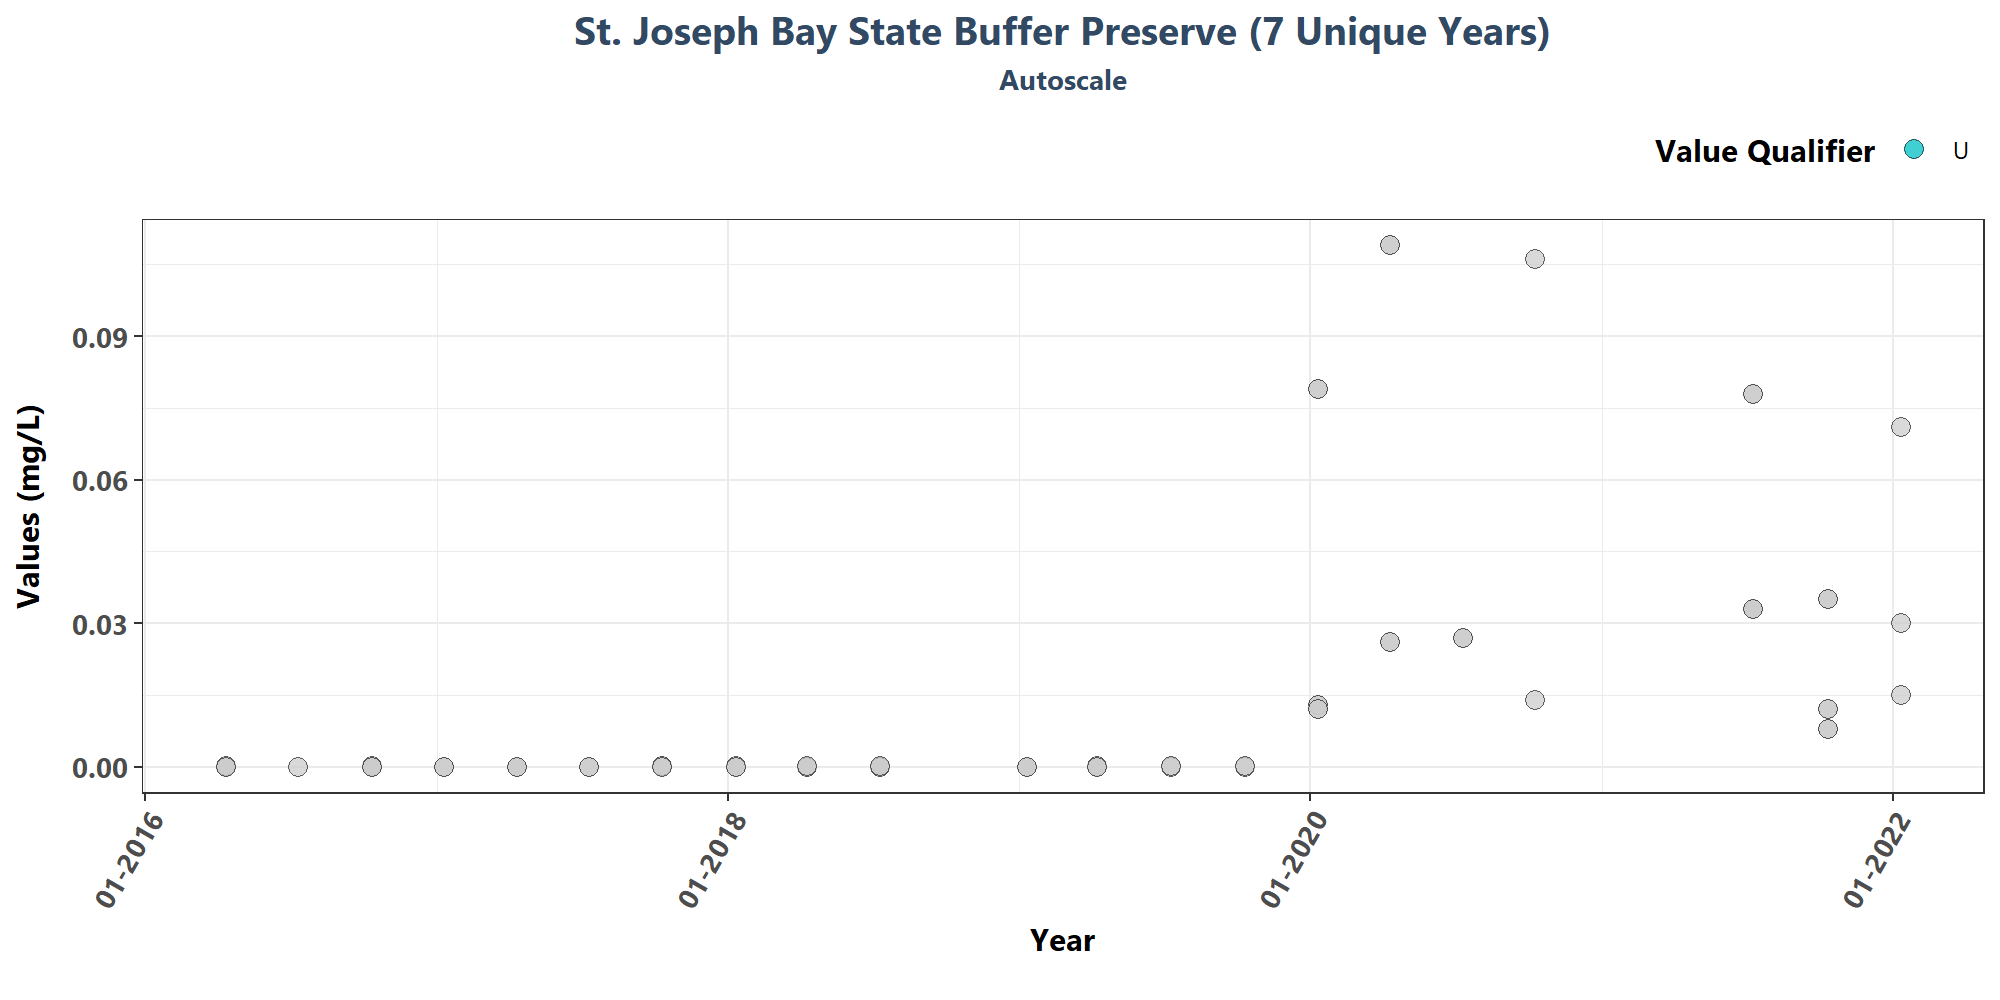 St. Joseph Bay State Buffer Preserve (7 Unique Years)
Autoscale
Value Qualifier U
Values (mg/L)
0.09
0.06
0.03
0.00
01-2016 01-2018 01-2020 01-2022
Year